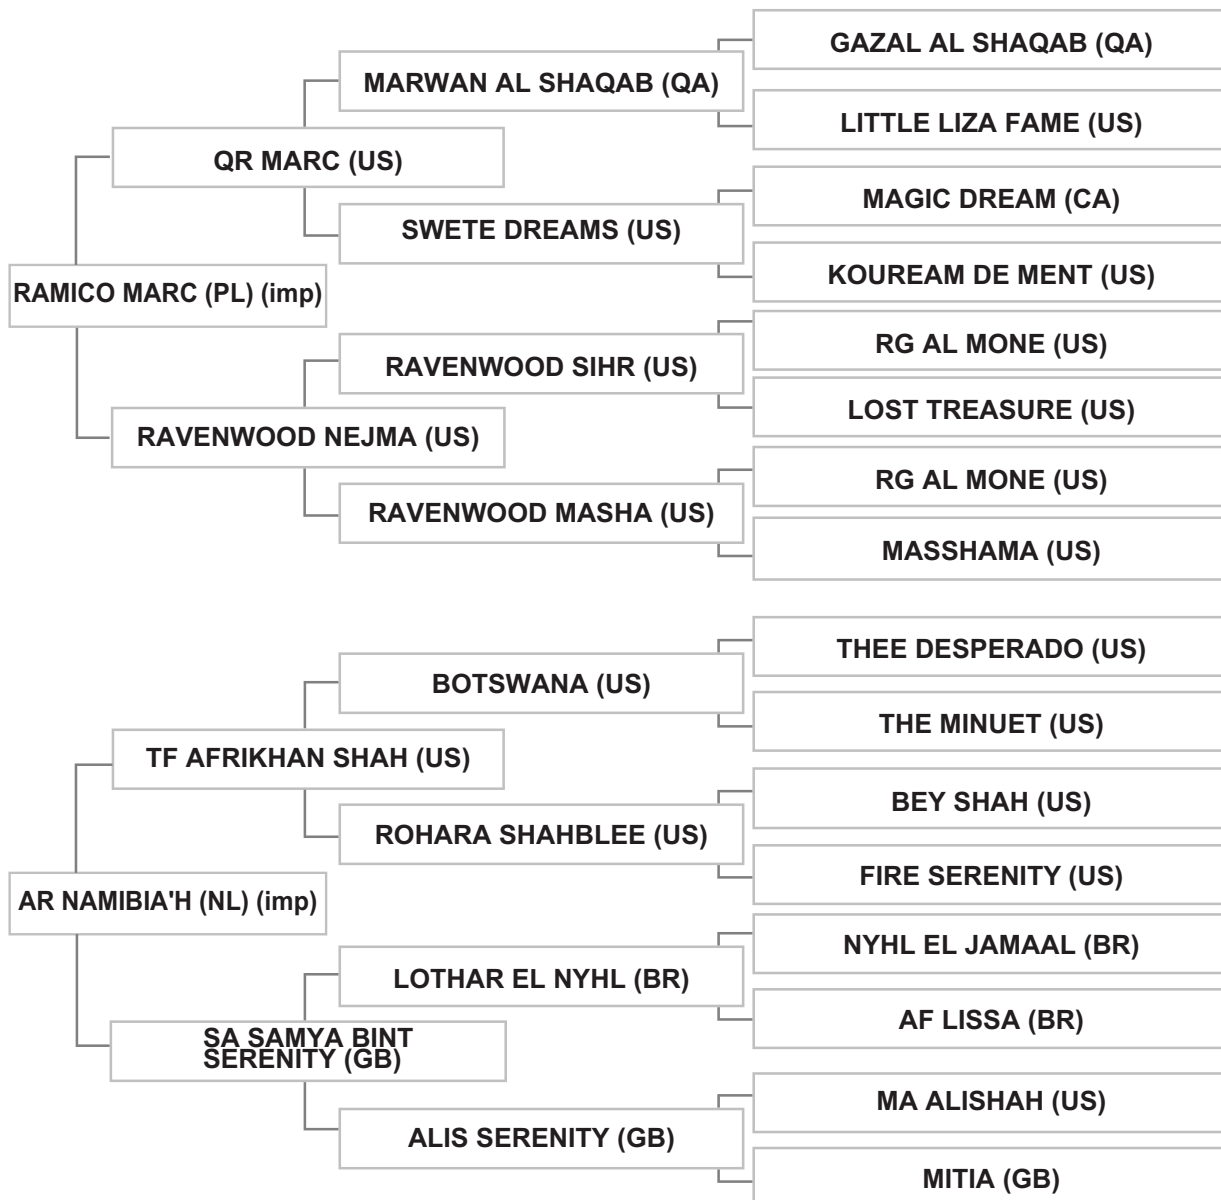 GAZAL AL SHAQAB (QA)
MARWAN AL SHAQAB (QA)
LITTLE LIZA FAME (US)
QR MARC (US)
MAGIC DREAM (CA)
SWETE DREAMS (US)
KOUREAM DE MENT (US)
RAMICO MARC (PL) (imp)
RG AL MONE (US)
RAVENWOOD SIHR (US)
LOST TREASURE (US)
RAVENWOOD NEJMA (US)
RG AL MONE (US)
RAVENWOOD MASHA (US)
MASSHAMA (US)
THEE DESPERADO (US)
BOTSWANA (US)
THE MINUET (US)
TF AFRIKHAN SHAH (US)
BEY SHAH (US)
ROHARA SHAHBLEE (US)
FIRE SERENITY (US)
AR NAMIBIA'H (NL) (imp)
NYHL EL JAMAAL (BR)
LOTHAR EL NYHL (BR)
AF LISSA (BR)
SA SAMYA BINT
SERENITY (GB)
MA ALISHAH (US)
ALIS SERENITY (GB)
MITIA (GB)